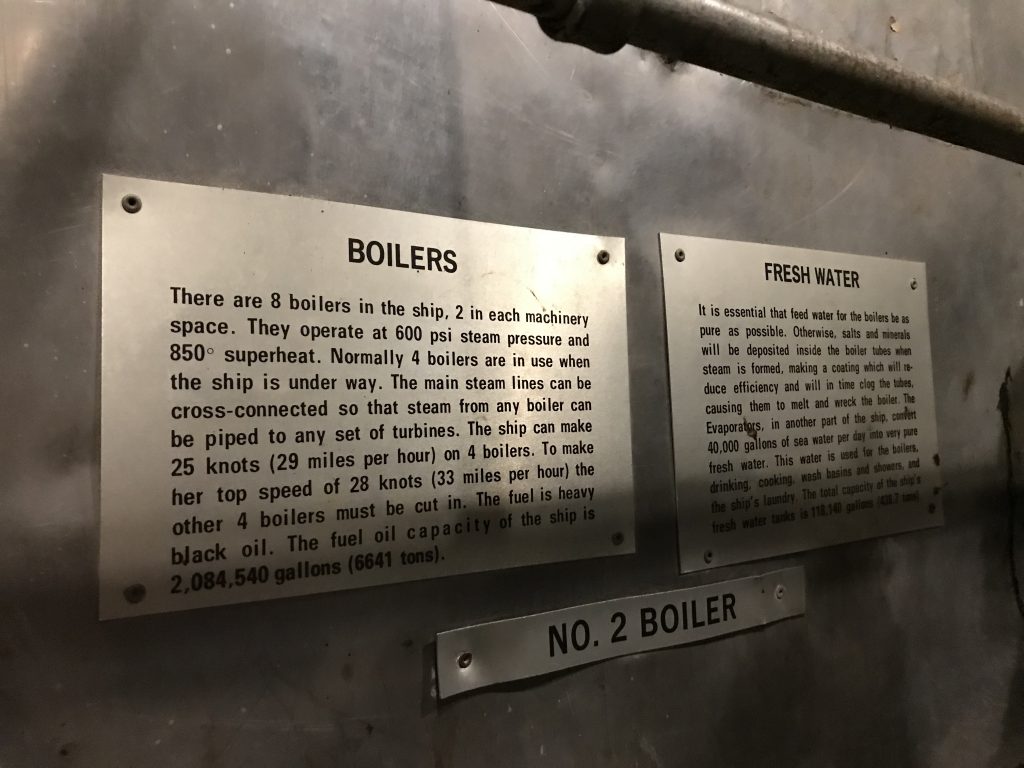 BOILERS
There are 8 boilers in the ship, 2 in each machinery
space. They operate at 600 psi steam pressure and
850° superheat. Normally 4 boilers are in use when
the ship is under way. The main steam lines can be
cross-connected so that steam from any boiler can
be piped to any set of turbines. The ship can make
25 knots (29 miles per hour) on 4 boilers. To make
her top speed of 28 knots (33 miles per hour) the
other 4 boilers must be cut in. The fuel is heavy
black oil. The fuel oil capacity of the ship is
2,084,540 gallons (6641 tons).
FRESH WATER
It is essential that feed water for the boilers be as
pure as possible. Otherwise, salts and minerals
will be deposited inside the boiler tubes when
steam is formed, making a coating which will re-
duce efficiency and will in time clog the tubes,
causing them to melt and wreck the boiler. The
Evaporators, in another part of the ship, convert
40,000 gallons of sea water per day into very pure
fresh water. This water is used for the boilers,
drinking, cooking, wash basins and showers, and
the ship's laundry. The total capacity of the ship's
fresh water tanks is 118,140 gallons tons)
NO. 2 BOILER